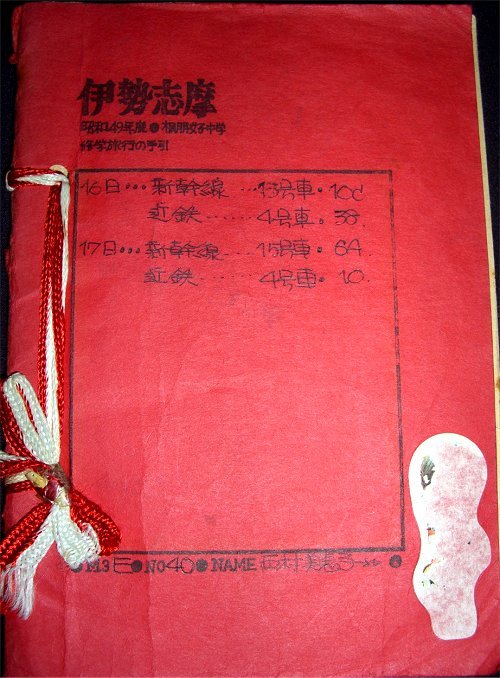 伊勢志摩
昭和49年度●桐朋女子中学
修学旅行の手引
16日・・・新幹線・・・13号車・10C
近鉄・・・・・・4号車・38.
17日・・・新幹線・・・・15号車・6A.
近鉄・・・・・・4号車・10.
●M3 E●NO40●NAME